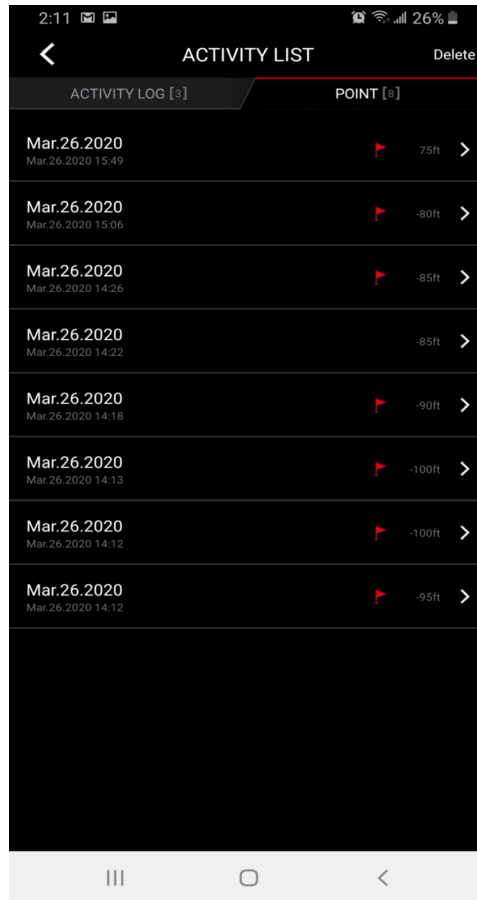 2:11 26%
ACTIVITY LIST Delete
ACTIVITY LOG [3] POINT [8]
Mar.26.2020
Mar.26.2020 15:49 75ft
Mar.26.2020
Mar.26.2020 15:06 -80ft
Mar.26.2020
Mar.26.2020 14:26 -85ft
Mar.26.2020
Mar.26.2020 14:22 -85ft
Mar.26.2020
Mar.26.2020 14:18 -90ft
Mar.26.2020
Mar.26.2020 14:13 -100ft
Mar.26.2020
Mar.26.2020 14:12 -100ft
Mar.26.2020
Mar.26.2020 14:12 -95ft